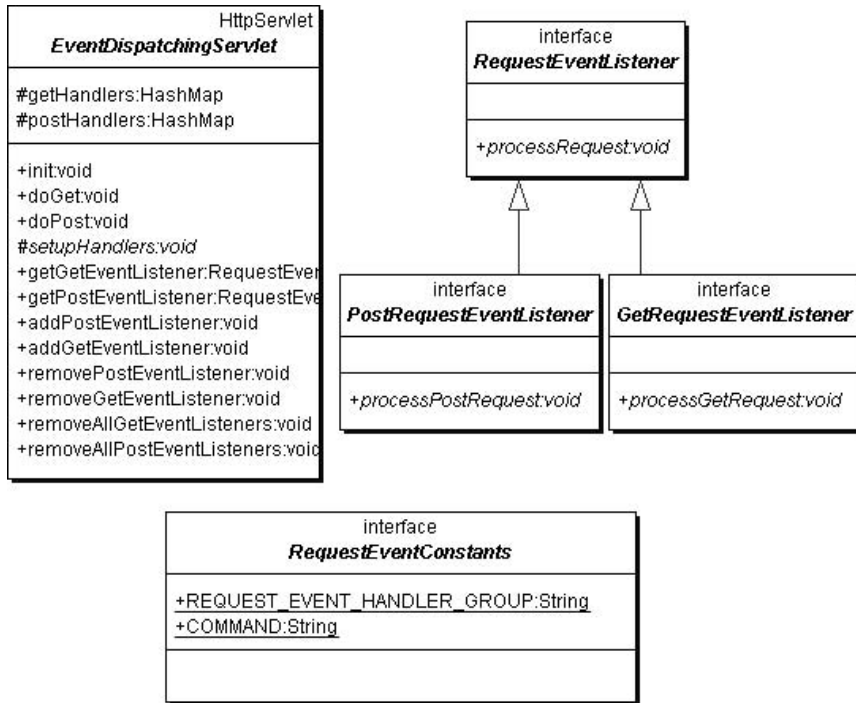 HttpServlet
EventDispatchingServlet
#getHandlers:HashMap
#postHandlers:HashMap
+init:void
+doGet:void
+doPost:void
#setupHandlers:void
+getGetEventListener:RequestEven
+getPostEventListener:RequestEve
+addPostEventListener:void
+addGetEventListener:void
+removePostEventListener:void
+removeGetEventListener:void
+removeAllGetEventListeners:void
+removeAllPostEventListeners:void
interface
RequestEventListener
+processRequest:void
interface
PostRequestEventListener
+processPostRequest:void
interface
GetRequestEventListener
+processGetRequest:void
interface
RequestEventConstants
+REQUEST_EVENT_HANDLER_GROUP:String
+COMMAND:String